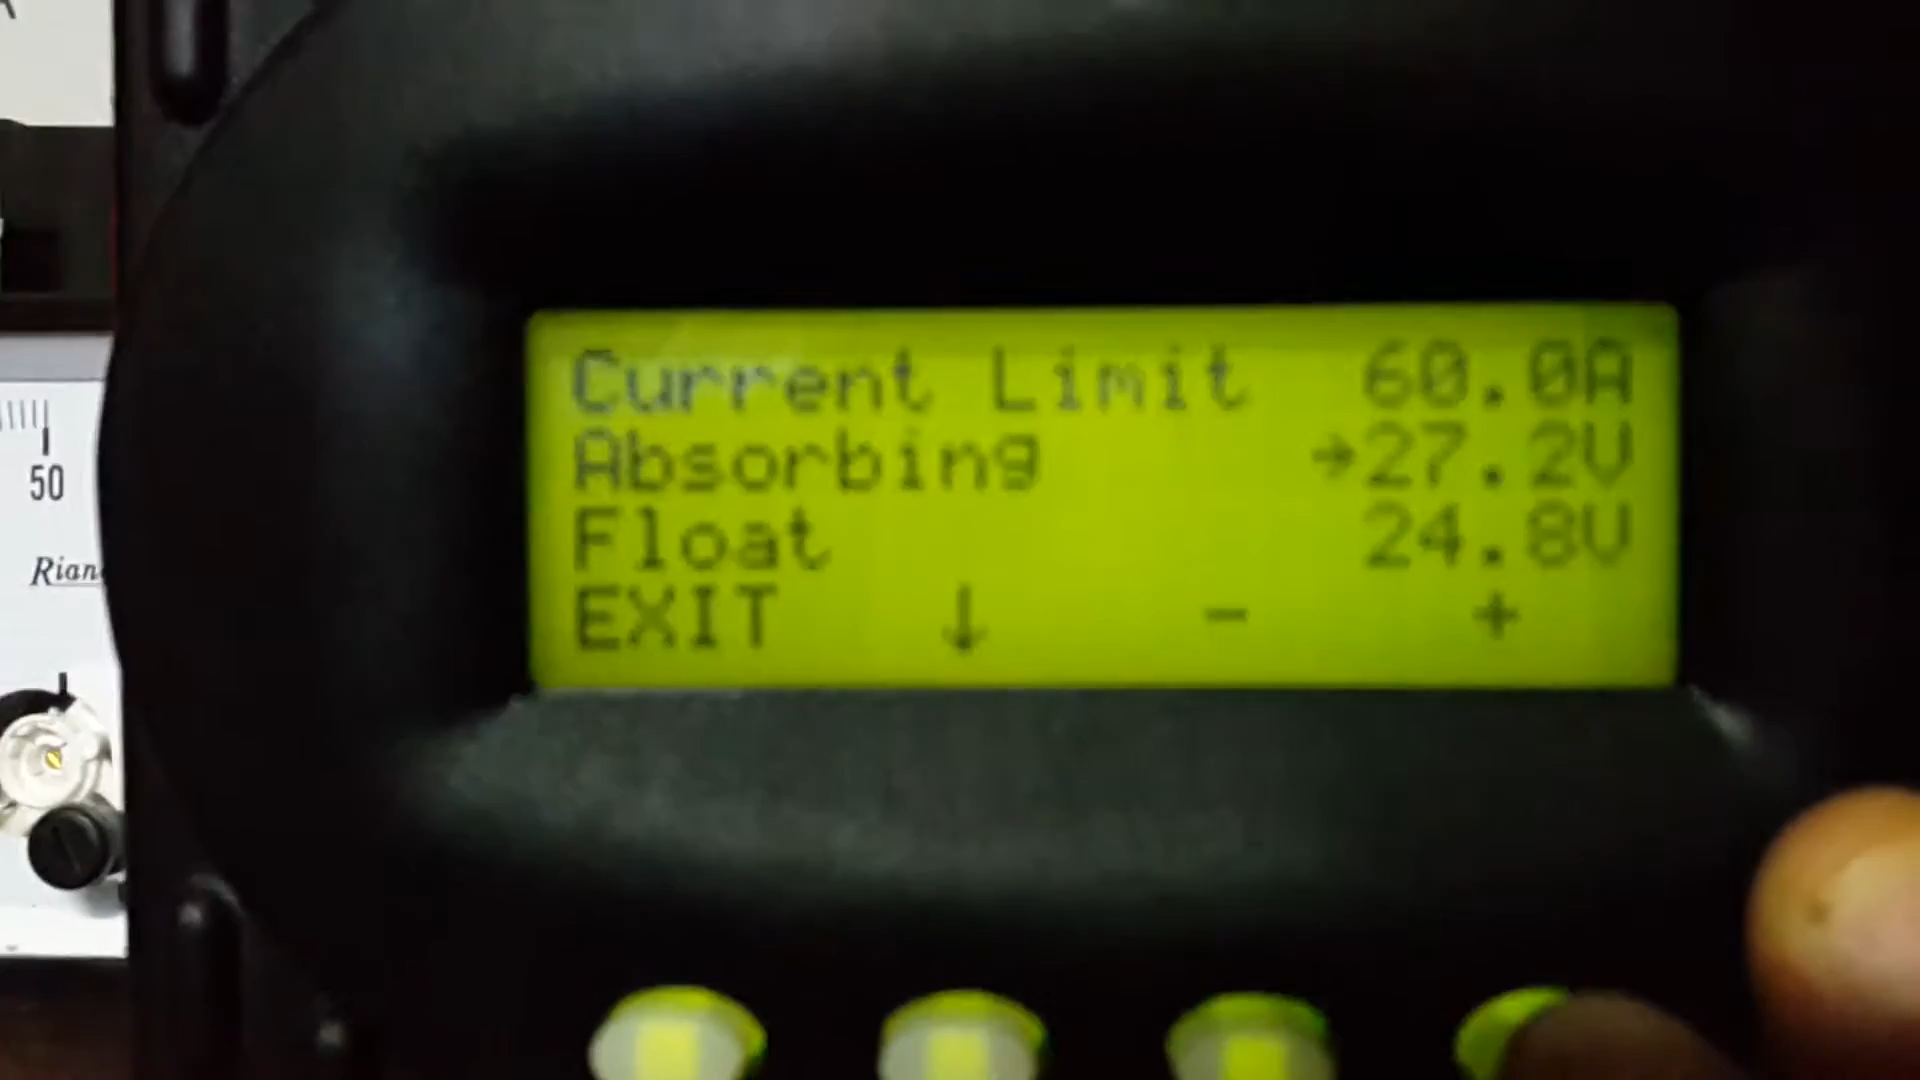 Current Limit 60.0A
Absorbing →27.2V
Float 24.8V
EXIT ↓ - +
50